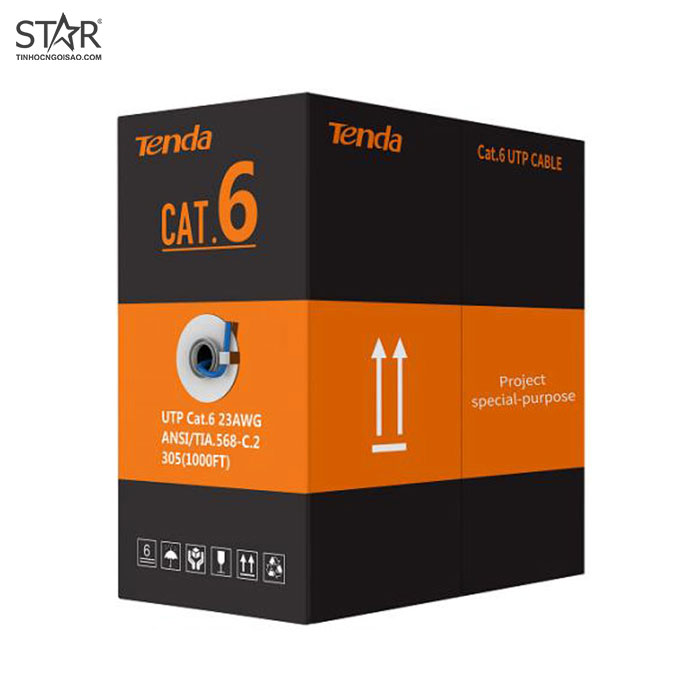 STAR®
TINHOCNGOISAO.COM
Tenda
CAT.6
UTP Cat.6 23AWG
ANSI/TIA.568-C.2
305(1000FT)
6
Tenda
Cat.6 UTP CABLE
Project
special-purpose